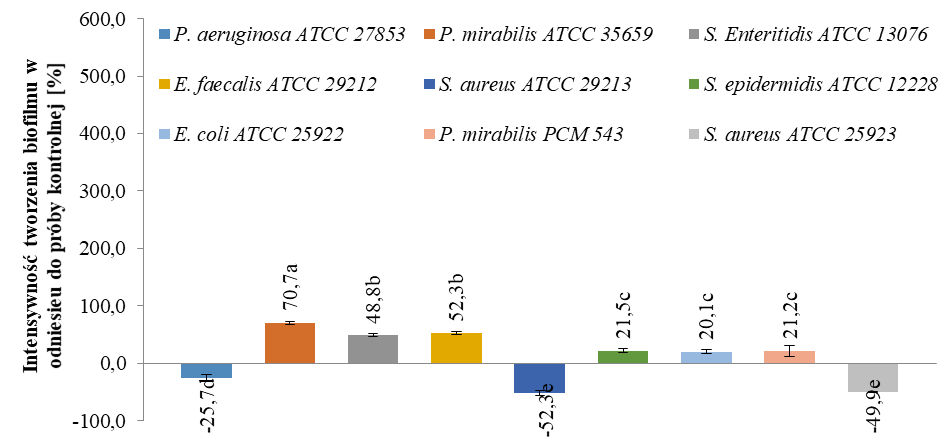 Intensywność tworzenia biofilmu w
odniesieu do próby kontrolnej [%]
600,0
500,0
400,0
300,0
200,0
100,0
0,0
-100,0
P. aeruginosa ATCC 27853
P. mirabilis ATCC 35659
S. Enteritidis ATCC 13076
E. faecalis ATCC 29212
S. aureus ATCC 29213
S. epidermidis ATCC 12228
E. coli ATCC 25922
P. mirabilis PCM 543
S. aureus ATCC 25923
-25,7d
70,7a
48,8b
52,3b
-52,3e
21,5c
20,1c
21,2c
-49,9e